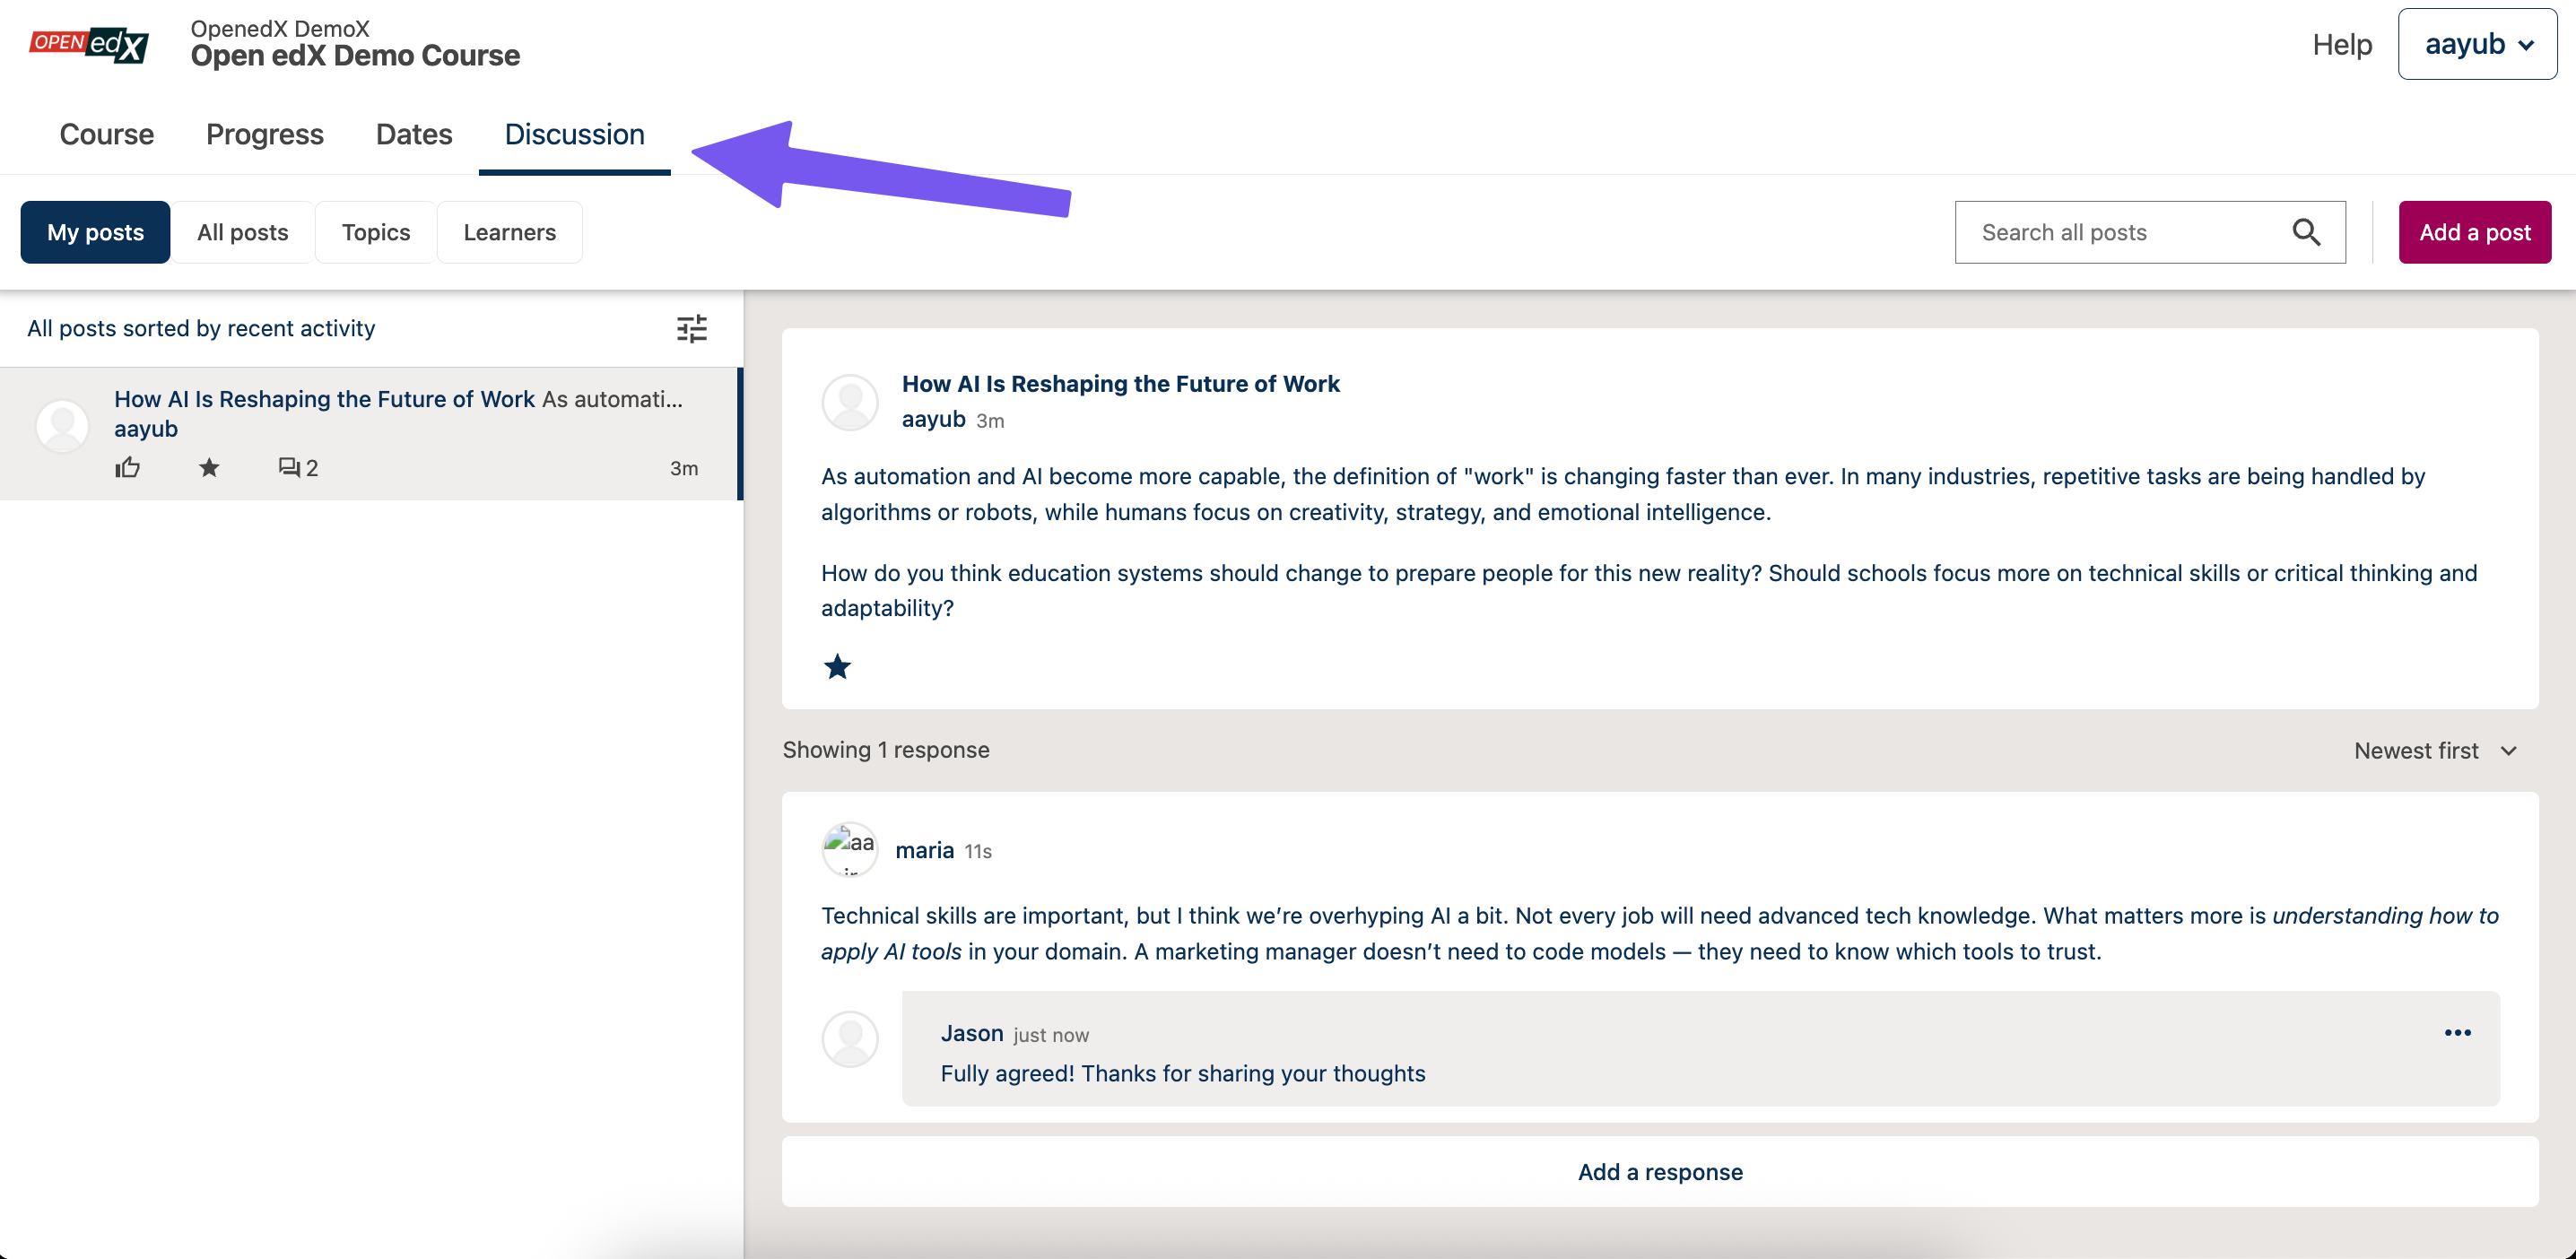 OPEN edX
OpenedX DemoX
Open edX Demo Course
Help
aayub
Course
Progress
Dates
Discussion
My posts
All posts
Topics
Learners
Search all posts
Add a post
All posts sorted by recent activity
How AI Is Reshaping the Future of Work As automati...
aayub
2
3m
How AI Is Reshaping the Future of Work
aayub 3m
As automation and AI become more capable, the definition of "work" is changing faster than ever. In many industries, repetitive tasks are being handled by
algorithms or robots, while humans focus on creativity, strategy, and emotional intelligence.
How do you think education systems should change to prepare people for this new reality? Should schools focus more on technical skills or critical thinking and
adaptability?
Showing 1 response
Newest first
aa
maria 11s
Technical skills are important, but I think we’re overhyping AI a bit. Not every job will need advanced tech knowledge. What matters more is understanding how to
apply AI tools in your domain. A marketing manager doesn’t need to code models — they need to know which tools to trust.
Jason just now
Fully agreed! Thanks for sharing your thoughts
Add a response